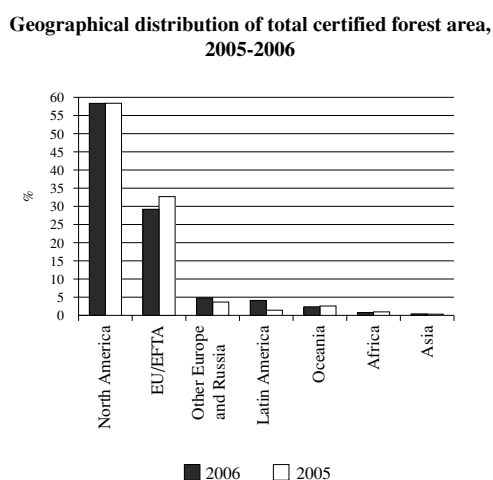 Geographical distribution of total certified forest area,
2005-2006
60
55
50
45
40
35
30
25
20
15
10
5
0
%
North America
EU/EFTA
Other Europe
and Russia
Latin America
Oceania
Africa
Asia
2006
2005